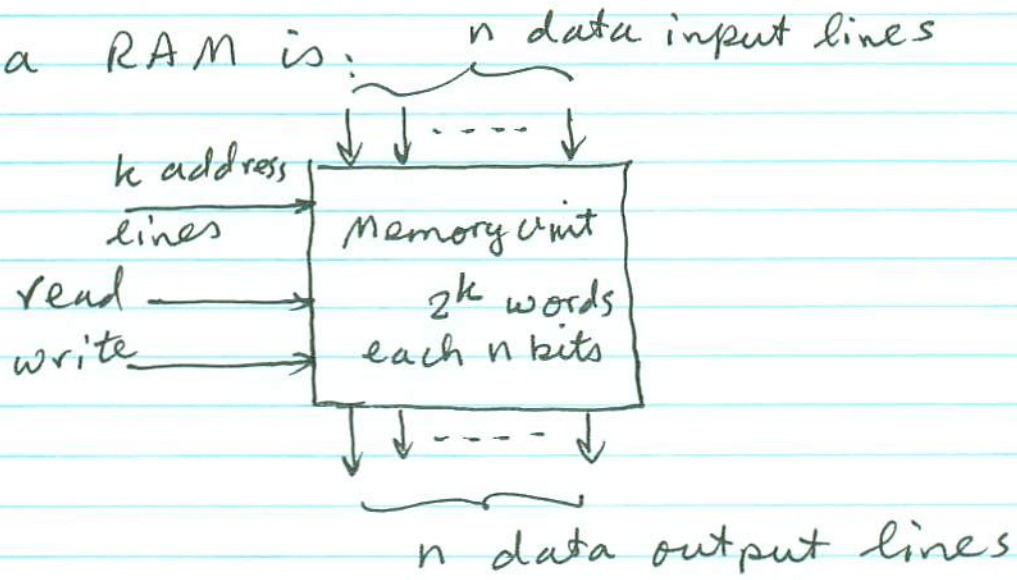 n data input lines
a RAM is:
k address
lines
read
write
Memory Unit
2^k words
each n bits
n data output lines